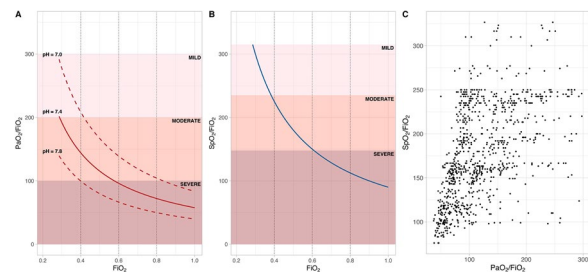 A
PaO2/FiO2
300
200
100
0
pH = 7.0
pH = 7.4
pH = 7.8
MILD
MODERATE
SEVERE
0.2 0.4 0.6 0.8 1.0
FiO2
B
SpO2/FiO2
300
200
100
0
MILD
MODERATE
SEVERE
0.2 0.4 0.6 0.8 1.0
FiO2
C
SpO2/FiO2
300
250
200
150
100
100 200 300
PaO2/FiO2